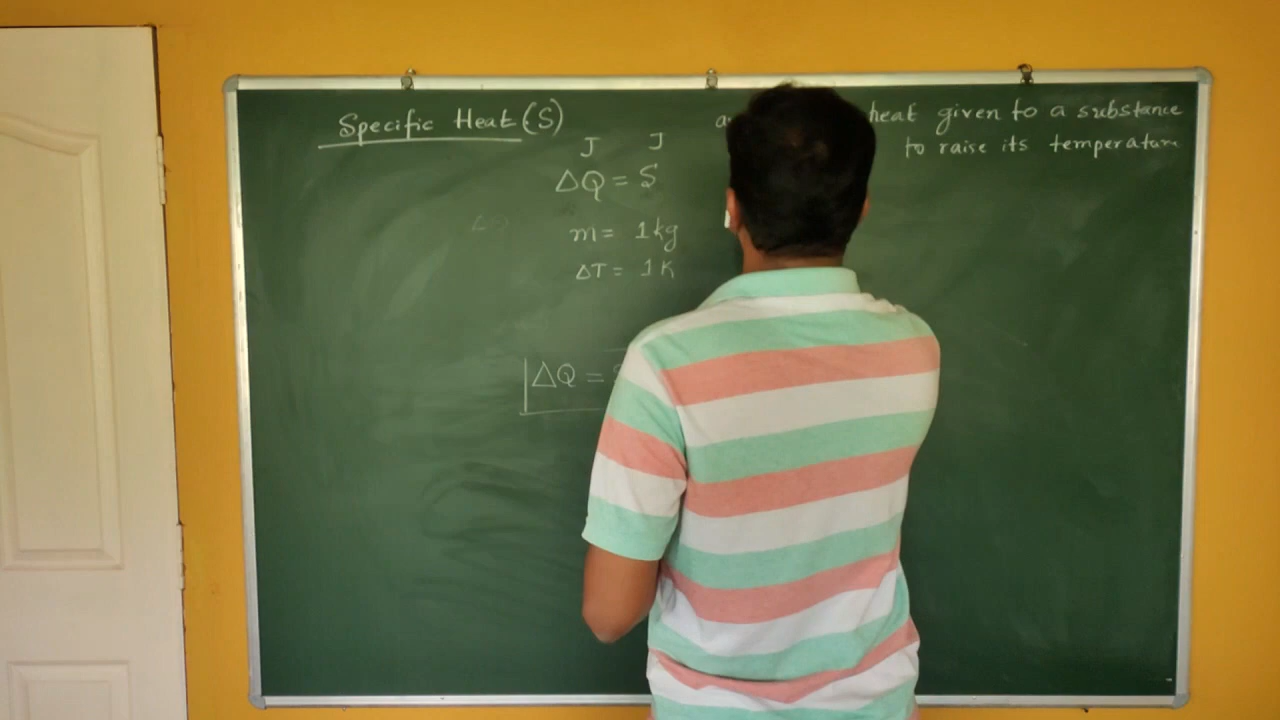 Specific Heat (S)
heat given to a substance
to raise its temperature
J J
ΔQ = S
m = 1kg
ΔT = 1K
ΔQ =